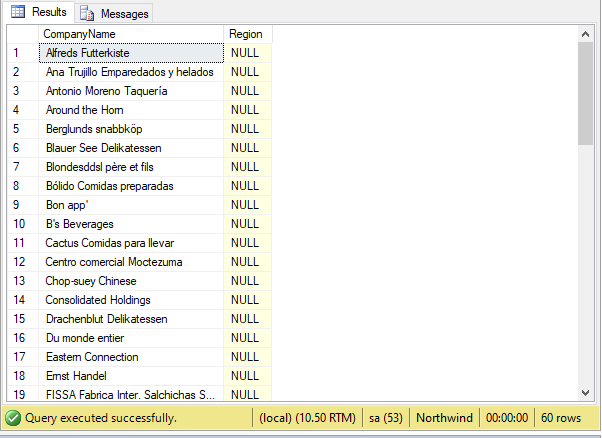 Results Messages
CompanyName Region
1 Alfreds Futterkiste NULL
2 Ana Trujillo Emparedados y helados NULL
3 Antonio Moreno Taquería NULL
4 Around the Horn NULL
5 Berglunds snabbköp NULL
6 Blauer See Delikatessen NULL
7 Blondesddsl père et fils NULL
8 Bólido Comidas preparadas NULL
9 Bon app' NULL
10 B's Beverages NULL
11 Cactus Comidas para llevar NULL
12 Centro comercial Moctezuma NULL
13 Chop-suey Chinese NULL
14 Consolidated Holdings NULL
15 Drachenblut Delikatessen NULL
16 Du monde entier NULL
17 Eastern Connection NULL
18 Ernst Handel NULL
19 FISSA Fabrica Inter. Salchichas S... NULL
Query executed successfully. (local) (10.50 RTM) sa (53) Northwind 00:00:00 60 rows